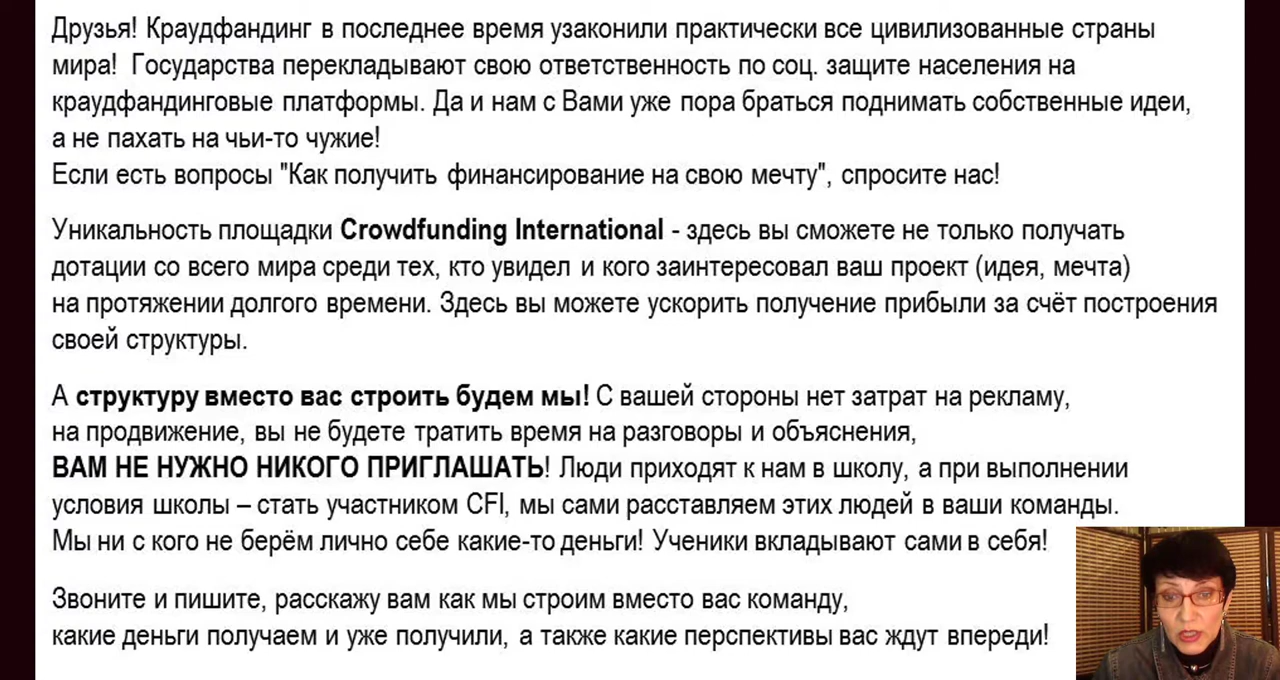 Друзья! Краудфандинг в последнее время узаконили практически все цивилизованные страны
мира! Государства перекладывают свою ответственность по соц. защите населения на
краудфандинговые платформы. Да и нам с Вами уже пора браться поднимать собственные идеи,
а не пахать на чьи-то чужие!
Если есть вопросы "Как получить финансирование на свою мечту", спросите нас!
Уникальность площадки Crowdfunding International - здесь вы сможете не только получать
дотации со всего мира среди тех, кто увидел и кого заинтересовал ваш проект (идея, мечта)
на протяжении долгого времени. Здесь вы можете ускорить получение прибыли за счёт построения
своей структуры.
А структуру вместо вас строить будем мы! С вашей стороны нет затрат на рекламу,
на продвижение, вы не будете тратить время на разговоры и объяснения,
ВАМ НЕ НУЖНО НИКОГО ПРИГЛАШАТЬ! Люди приходят к нам в школу, а при выполнении
условия школы – стать участником CFI, мы сами расставляем этих людей в ваши команды.
Мы ни с кого не берём лично себе какие-то деньги! Ученики вкладывают сами в себя!
Звоните и пишите, расскажу вам как мы строим вместо вас команду,
какие деньги получаем и уже получили, а также какие перспективы вас ждут впереди!